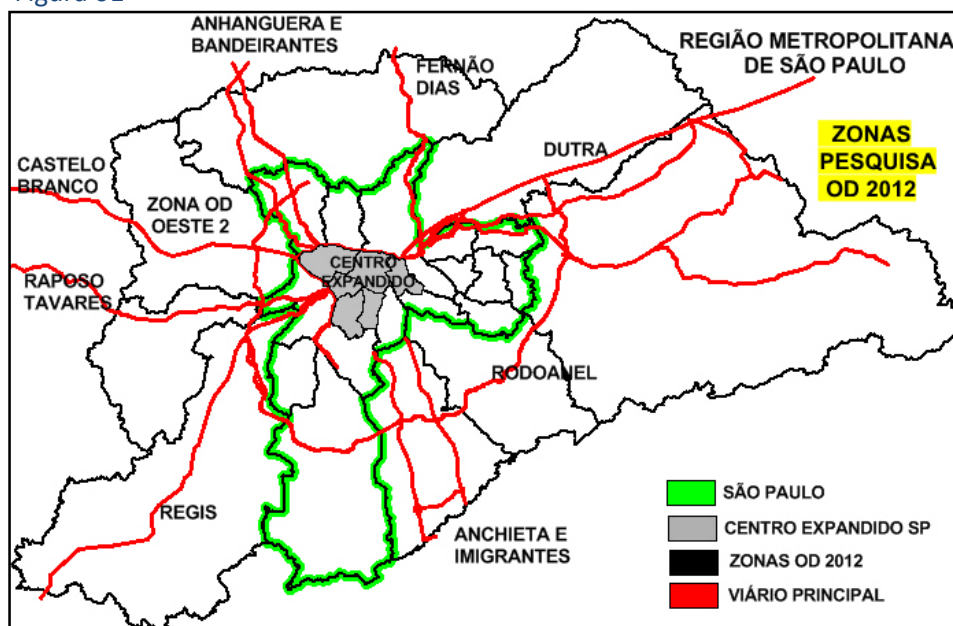 ANHANGUERA E
BANDEIRANTES
FERNÃO
DIAS
REGIÃO METROPOLITANA
DE SÃO PAULO
ZONAS
PESQUISA
OD 2012
DUTRA
CASTELO
BRANCO
ZONA OD
OESTE 2
CENTRO
EXPANDIDO
RAPOSO
TAVARES
RODOANEL
REGIS
ANCHIETA E
IMIGRANTES
SÃO PAULO
CENTRO EXPANDIDO SP
ZONAS OD 2012
VIÁRIO PRINCIPAL